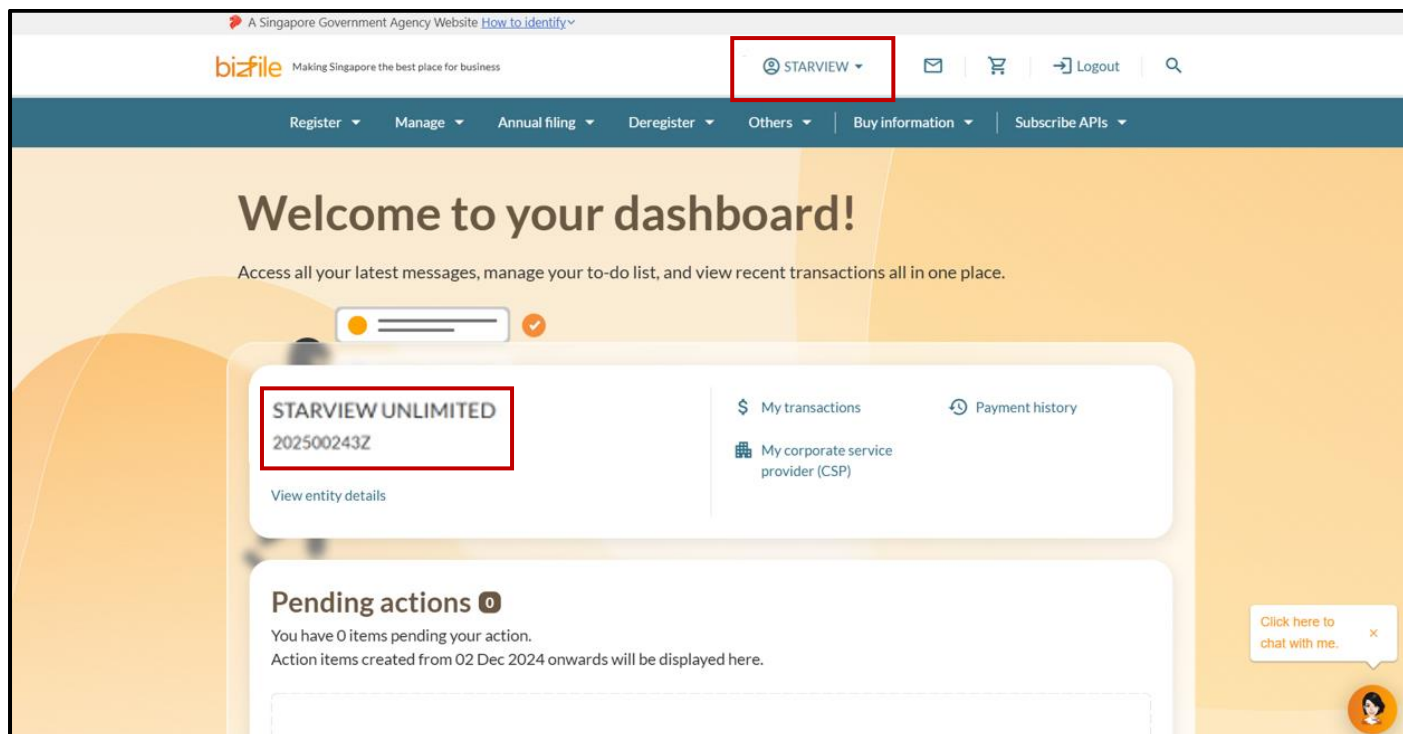 A Singapore Government Agency Website How to identify
bizfile Making Singapore the best place for business
STARVIEW
Logout
Register Manage Annual filing Deregister Others Buy information Subscribe APIs
Welcome to your dashboard!
Access all your latest messages, manage your to-do list, and view recent transactions all in one place.
STARVIEW UNLIMITED
202500243Z
View entity details
$ My transactions
Payment history
My corporate service
provider (CSP)
Pending actions 0
You have 0 items pending your action.
Action items created from 02 Dec 2024 onwards will be displayed here.
Click here to
chat with me. ×